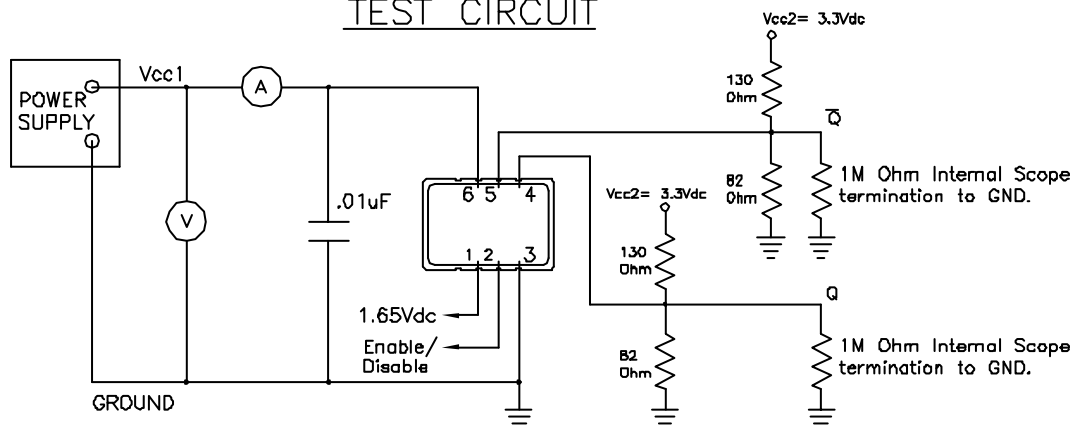 TEST CIRCUIT
Vcc2= 3.3Vdc
Vcc1
A
POWER
SUPPLY
130
Ohm
Q̅
1M Ohm Internal Scope
termination to GND.
82
Ohm
6 5 4
Vcc2= 3.3Vdc
.01uF
V
1 2 3
130
Ohm
1.65Vdc
Q
Enable/
Disable
82
Ohm
1M Ohm Internal Scope
termination to GND.
GROUND